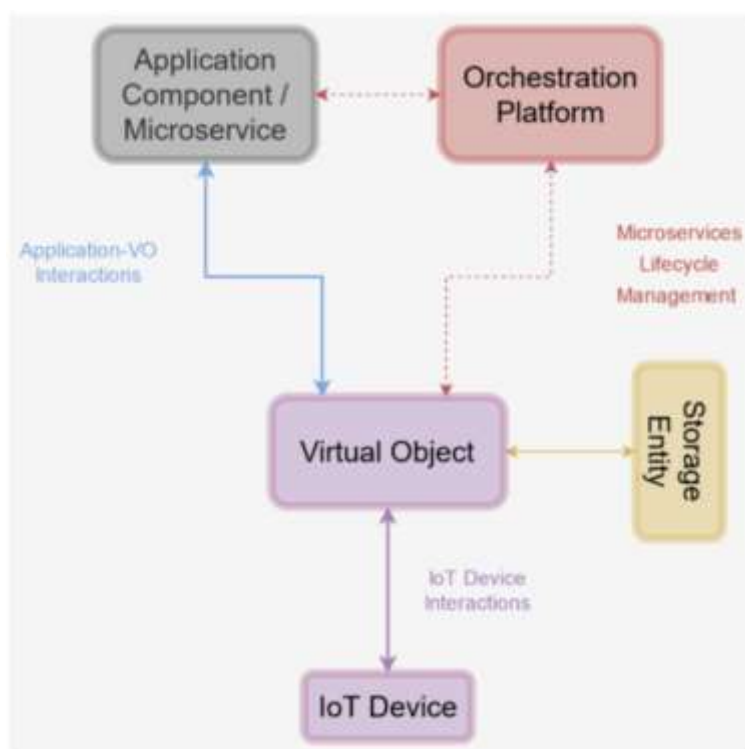 Application
Component /
Microservice
Orchestration
Platform
Application-VO
Interactions
Microservices
Lifecycle
Management
Virtual Object
Storage
Entity
IoT Device
Interactions
IoT Device